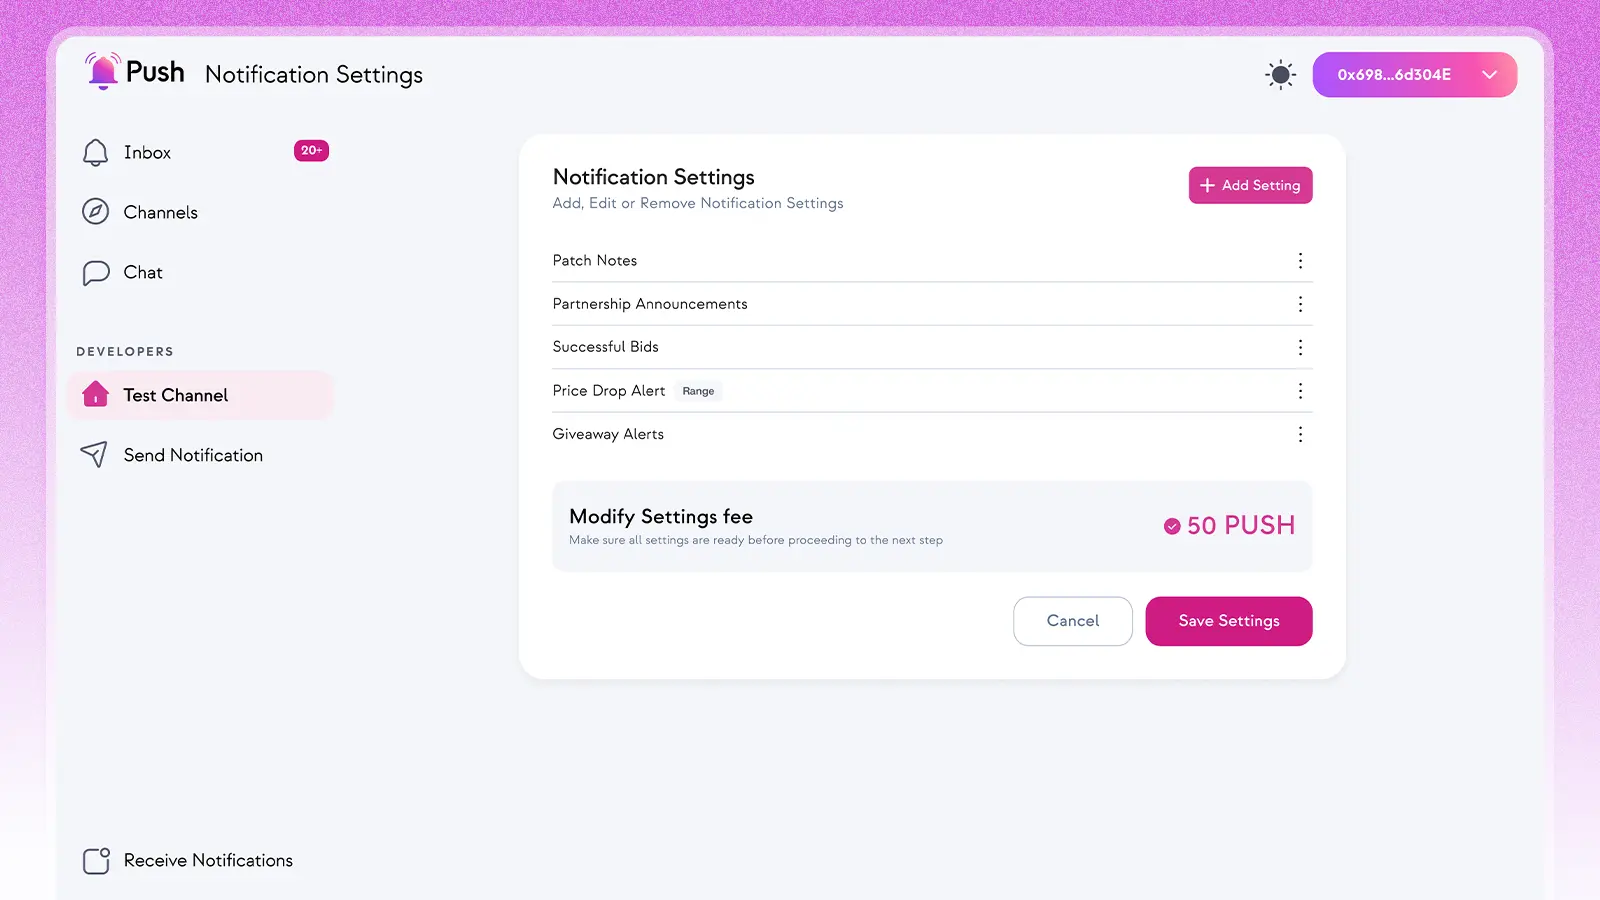 Push Notification Settings
0x698...6d304E
Inbox
20+
Channels
Chat
DEVELOPERS
Test Channel
Send Notification
Receive Notifications
Notification Settings
Add, Edit or Remove Notification Settings
+ Add Setting
Patch Notes
Partnership Announcements
Successful Bids
Price Drop Alert Range
Giveaway Alerts
Modify Settings fee
Make sure all settings are ready before proceeding to the next step
50 PUSH
Cancel
Save Settings